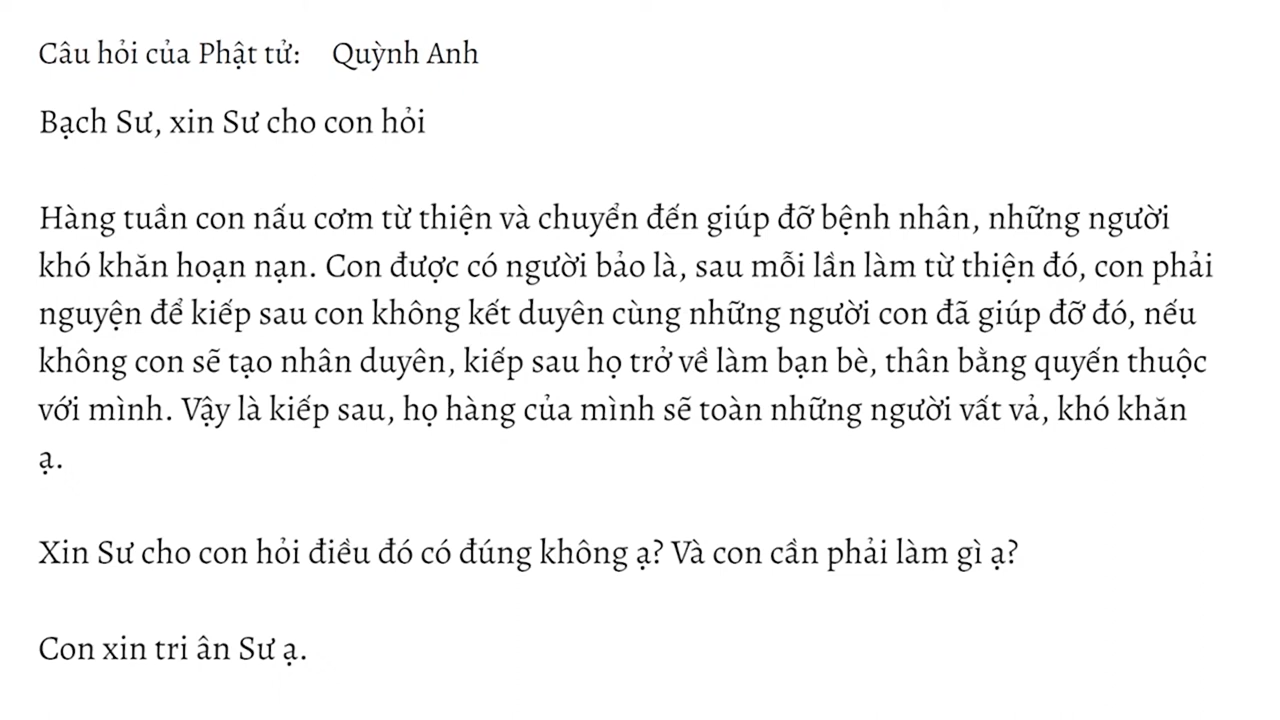 Câu hỏi của Phật tử: Quỳnh Anh
Bạch Sư, xin Sư cho con hỏi
Hàng tuần con nấu cơm từ thiện và chuyển đến giúp đỡ bệnh nhân, những người
khó khăn hoạn nạn. Con được có người bảo là, sau mỗi lần làm từ thiện đó, con phải
nguyện để kiếp sau con không kết duyên cùng những người con đã giúp đỡ đó, nếu
không con sẽ tạo nhân duyên, kiếp sau họ trở về làm bạn bè, thân bằng quyến thuộc
với mình. Vậy là kiếp sau, họ hàng của mình sẽ toàn những người vất vả, khó khăn
ạ.
Xin Sư cho con hỏi điều đó có đúng không ạ? Và con cần phải làm gì ạ?
Con xin tri ân Sư ạ.